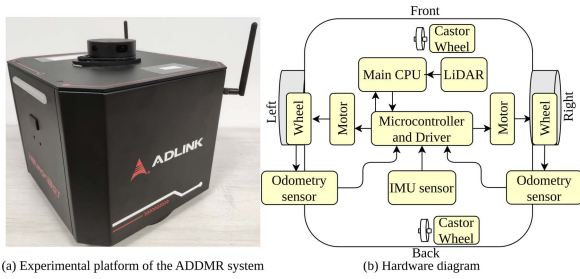 Front
Castor
Wheel
Main CPU
LiDAR
Left
Wheel
Motor
Microcontroller
and Driver
Motor
Wheel
Right
Odometry
sensor
IMU sensor
Odometry
sensor
Castor
Wheel
Back
ADLINK
(a) Experimental platform of the ADDMR system
(b) Hardware diagram